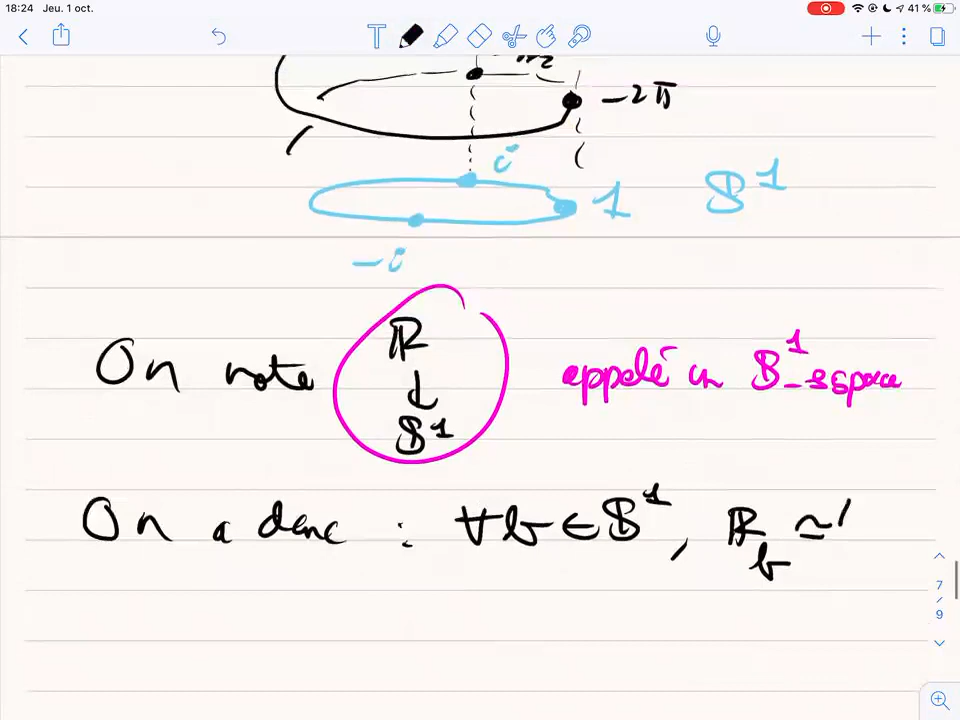 18:24 Jeu. 1 oct. 41 %
T
-2π
i
1 𝕊¹
-i
On note ℝ ↓ 𝕊¹ appelé un 𝕊¹-espace
On a donc : ∀b ∈ 𝕊¹, ℝ_b ≃
7
/
9